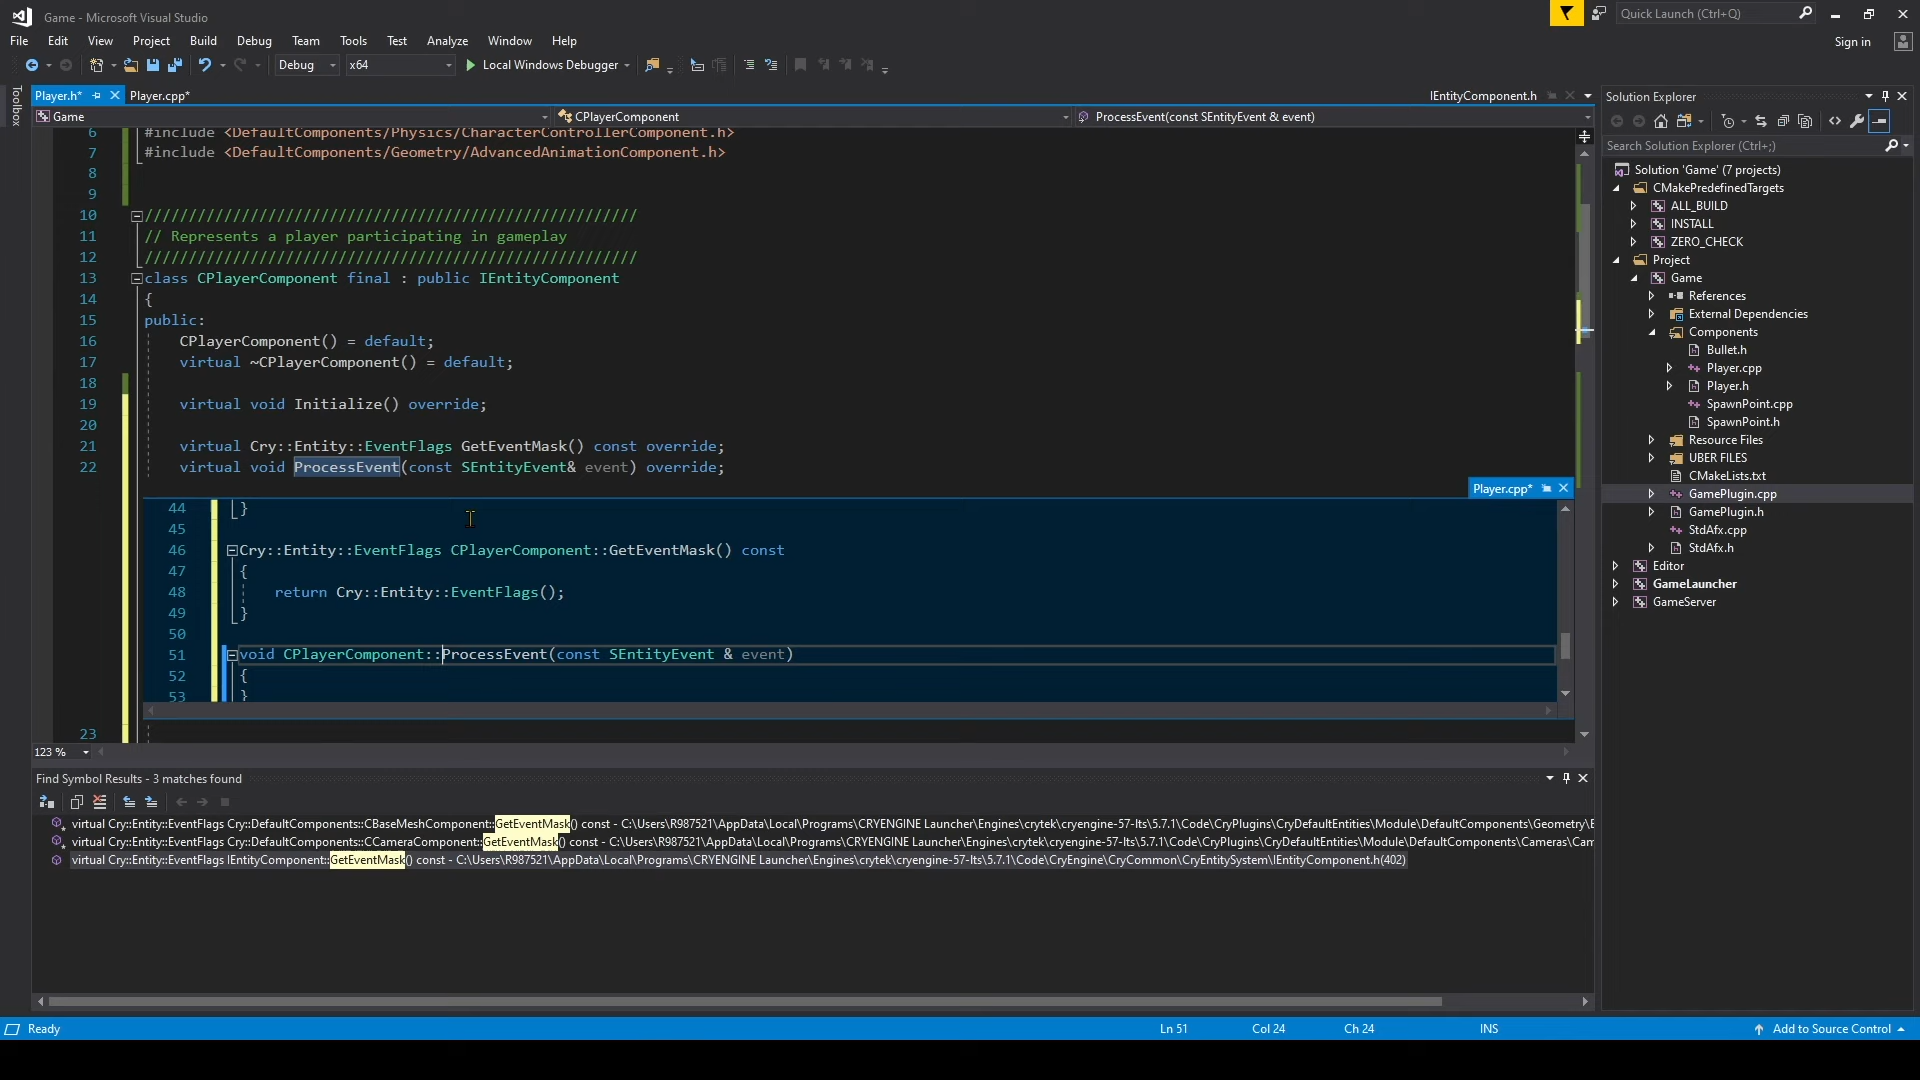 Game - Microsoft Visual Studio
Quick Launch (Ctrl+Q)
File Edit View Project Build Debug Team Tools Test Analyze Window Help
Sign in
Debug x64 Local Windows Debugger
Toolbox
Player.h* Player.cpp* IEntityComponent.h
Game CPlayerComponent ProcessEvent(const SEntityEvent & event)
6 #include <DefaultComponents/Physics/CharacterControllerComponent.h>
7 #include <DefaultComponents/Geometry/AdvancedAnimationComponent.h>
8
9
10 ////////////////////////////////////////////////////////
11 // Represents a player participating in gameplay
12 ////////////////////////////////////////////////////////
13 class CPlayerComponent final : public IEntityComponent
14 {
15 public:
16 CPlayerComponent() = default;
17 virtual ~CPlayerComponent() = default;
18
19 virtual void Initialize() override;
20
21 virtual Cry::Entity::EventFlags GetEventMask() const override;
22 virtual void ProcessEvent(const SEntityEvent& event) override;
Player.cpp*
44 }
45
46 Cry::Entity::EventFlags CPlayerComponent::GetEventMask() const
47 {
48 return Cry::Entity::EventFlags();
49 }
50
51 void CPlayerComponent::ProcessEvent(const SEntityEvent & event)
52 {
53 }
23
123 %
Find Symbol Results - 3 matches found
virtual Cry::Entity::EventFlags Cry::DefaultComponents::CBaseMeshComponent::GetEventMask() const - C:\Users\R987521\AppData\Local\Programs\CRYENGINE Launcher\Engines\crytek\cryengine-57-lts\5.7.1\Code\CryPlugins\CryDefaultEntities\Module\DefaultComponents\Geometry\B
virtual Cry::Entity::EventFlags Cry::DefaultComponents::CCameraComponent::GetEventMask() const - C:\Users\R987521\AppData\Local\Programs\CRYENGINE Launcher\Engines\crytek\cryengine-57-lts\5.7.1\Code\CryPlugins\CryDefaultEntities\Module\DefaultComponents\Cameras\Cam
virtual Cry::Entity::EventFlags IEntityComponent::GetEventMask() const - C:\Users\R987521\AppData\Local\Programs\CRYENGINE Launcher\Engines\crytek\cryengine-57-lts\5.7.1\Code\CryEngine\CryCommon\CryEntitySystem\IEntityComponent.h(402)
Solution Explorer
Search Solution Explorer (Ctrl+;)
Solution 'Game' (7 projects)
CMakePredefinedTargets
ALL_BUILD
INSTALL
ZERO_CHECK
Project
Game
References
External Dependencies
Components
Bullet.h
Player.cpp
Player.h
SpawnPoint.cpp
SpawnPoint.h
Resource Files
UBER FILES
CMakeLists.txt
GamePlugin.cpp
GamePlugin.h
StdAfx.cpp
StdAfx.h
Editor
GameLauncher
GameServer
Ready Ln 51 Col 24 Ch 24 INS Add to Source Control